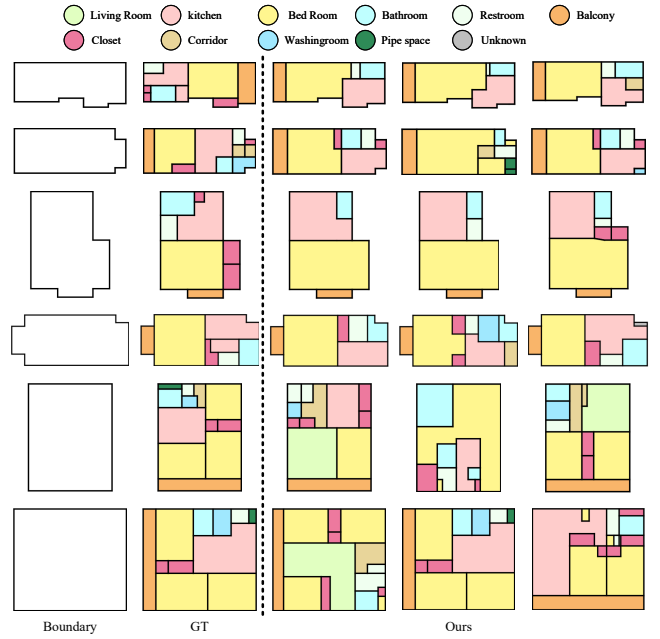 Living Room kitchen Bed Room Bathroom Restroom Balcony
Closet Corridor Washingroom Pipe space Unknown
Boundary GT Ours